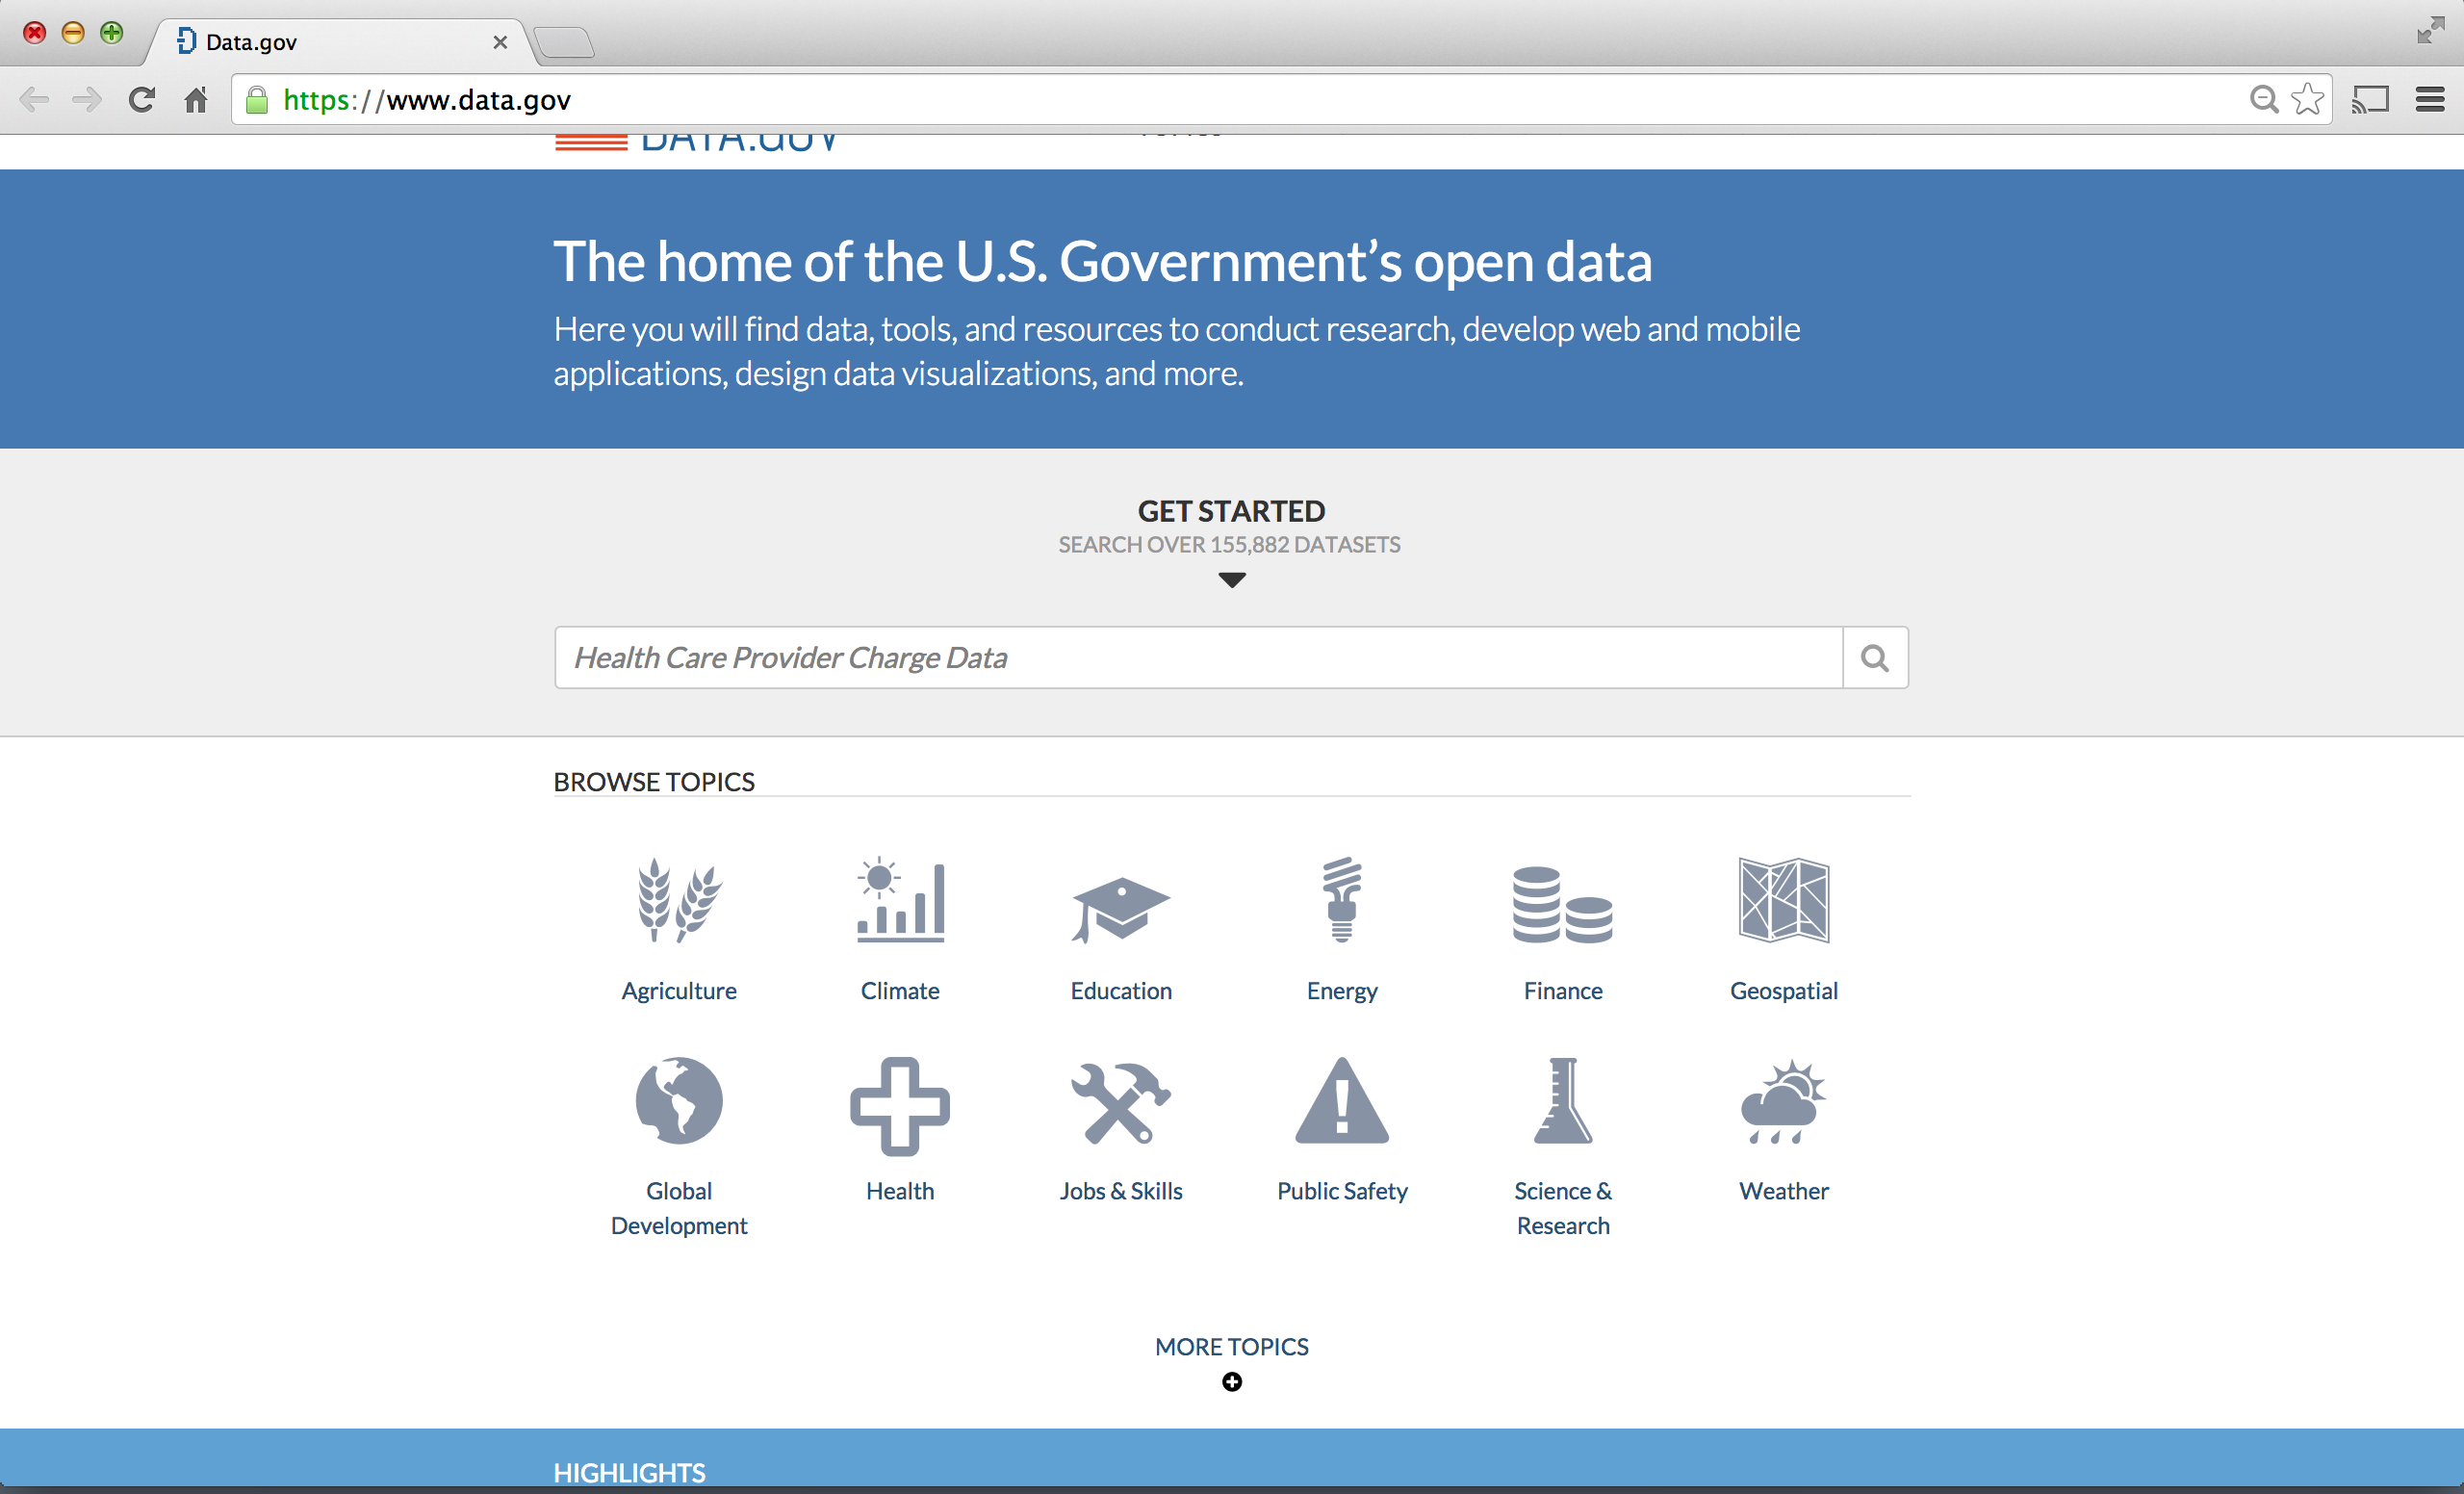 Data.gov
https://www.data.gov
DATA.GOV
The home of the U.S. Government’s open data
Here you will find data, tools, and resources to conduct research, develop web and mobile
applications, design data visualizations, and more.
GET STARTED
SEARCH OVER 155,882 DATASETS
Health Care Provider Charge Data
BROWSE TOPICS
Agriculture
Climate
Education
Energy
Finance
Geospatial
Global
Development
Health
Jobs & Skills
Public Safety
Science &
Research
Weather
MORE TOPICS
HIGHLIGHTS